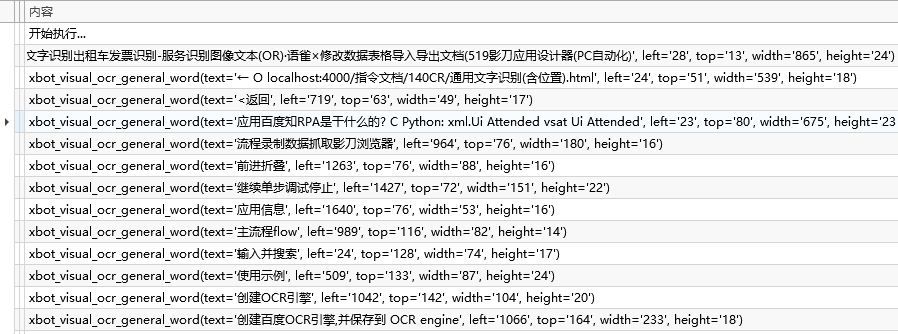 内容
开始执行...
文字识别出租车发票识别-服务识别图像文本(OR)·语雀×修改数据表格导入导出文档(519影刀应用设计器(PC自动化)', left='28', top='13', width='865', height='24')
xbot_visual_ocr_general_word(text='← O localhost:4000/指令文档/140CR/通用文字识别(含位置).html', left='24', top='51', width='539', height='18')
xbot_visual_ocr_general_word(text='<返回', left='719', top='63', width='49', height='17')
xbot_visual_ocr_general_word(text='应用百度知RPA是干什么的? C Python: xml.Ui Attended vsat Ui Attended', left='23', top='80', width='675', height='23
xbot_visual_ocr_general_word(text='流程录制数据抓取影刀浏览器', left='964', top='76', width='180', height='16')
xbot_visual_ocr_general_word(text='前进折叠', left='1263', top='76', width='88', height='16')
xbot_visual_ocr_general_word(text='继续单步调试停止', left='1427', top='72', width='151', height='22')
xbot_visual_ocr_general_word(text='应用信息', left='1640', top='76', width='53', height='16')
xbot_visual_ocr_general_word(text='主流程flow', left='989', top='116', width='82', height='14')
xbot_visual_ocr_general_word(text='输入并搜索', left='24', top='128', width='74', height='17')
xbot_visual_ocr_general_word(text='使用示例', left='509', top='133', width='87', height='24')
xbot_visual_ocr_general_word(text='创建OCR引擎', left='1042', top='142', width='104', height='20')
xbot_visual_ocr_general_word(text='创建百度OCR引擎,并保存到 OCR engine', left='1066', top='164', width='233', height='18')